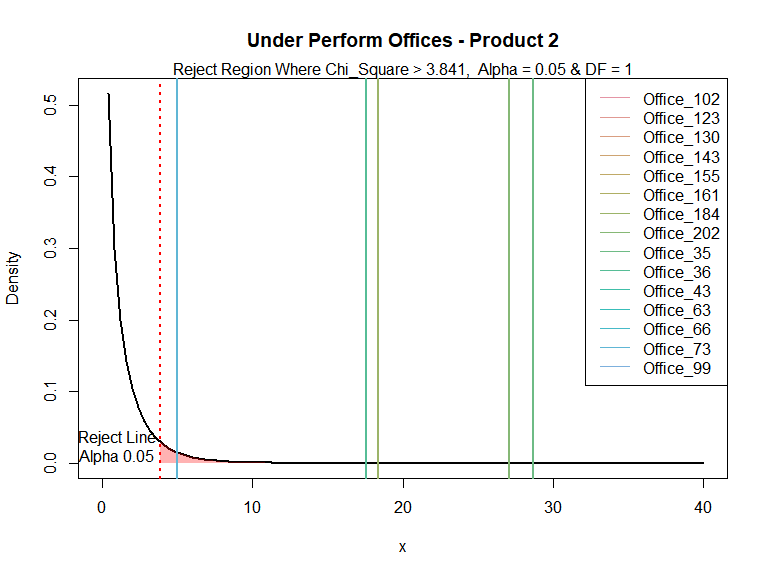 Under Perform Offices - Product 2
Reject Region Where Chi_Square > 3.841,  Alpha = 0.05 & DF = 1
Office_102
Office_123
Office_130
Office_143
Office_155
Office_161
Office_184
Office_202
Office_35
Office_36
Office_43
Office_63
Office_66
Office_73
Office_99
Density
0.5
0.4
0.3
0.2
0.1
0.0
Reject Line
Alpha 0.05
0
10
20
30
40
x